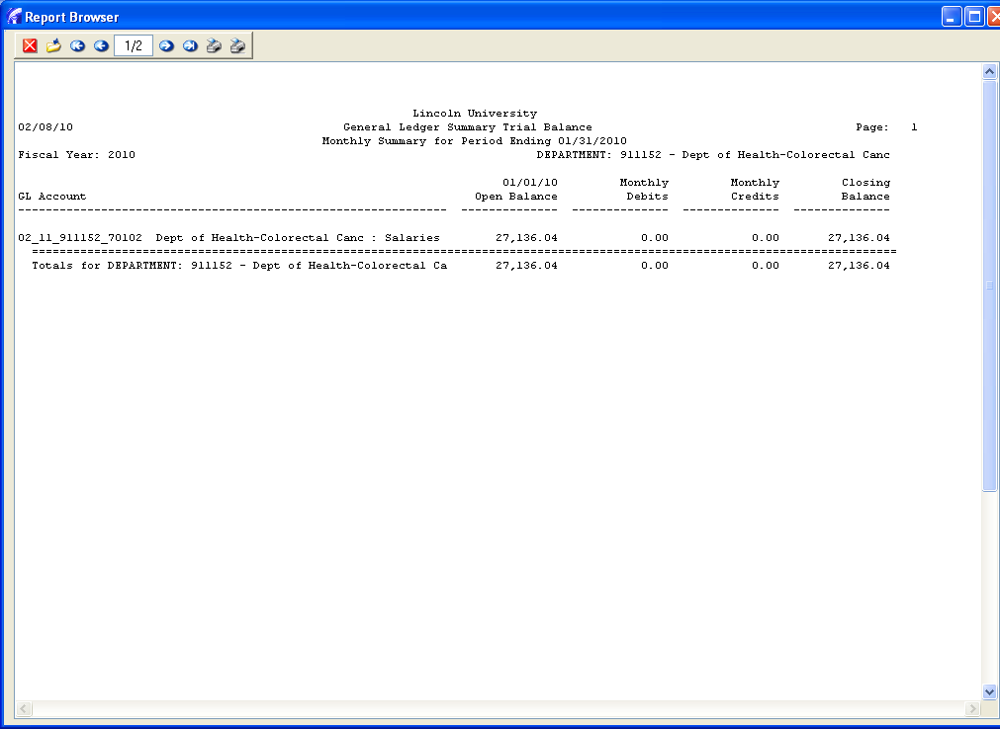 Report Browser
1/2
Lincoln University
02/08/10 General Ledger Summary Trial Balance Page: 1
Monthly Summary for Period Ending 01/31/2010
Fiscal Year: 2010 DEPARTMENT: 911152 - Dept of Health-Colorectal Canc
01/01/10 Monthly Monthly Closing
GL Account Open Balance Debits Credits Balance
-------------------------------------------------------------- -------------- -------------- -------------- --------------
02_11_911152_70102 Dept of Health-Colorectal Canc : Salaries 27,136.04 0.00 0.00 27,136.04
=============================================================================================================================
Totals for DEPARTMENT: 911152 - Dept of Health-Colorectal Ca 27,136.04 0.00 0.00 27,136.04